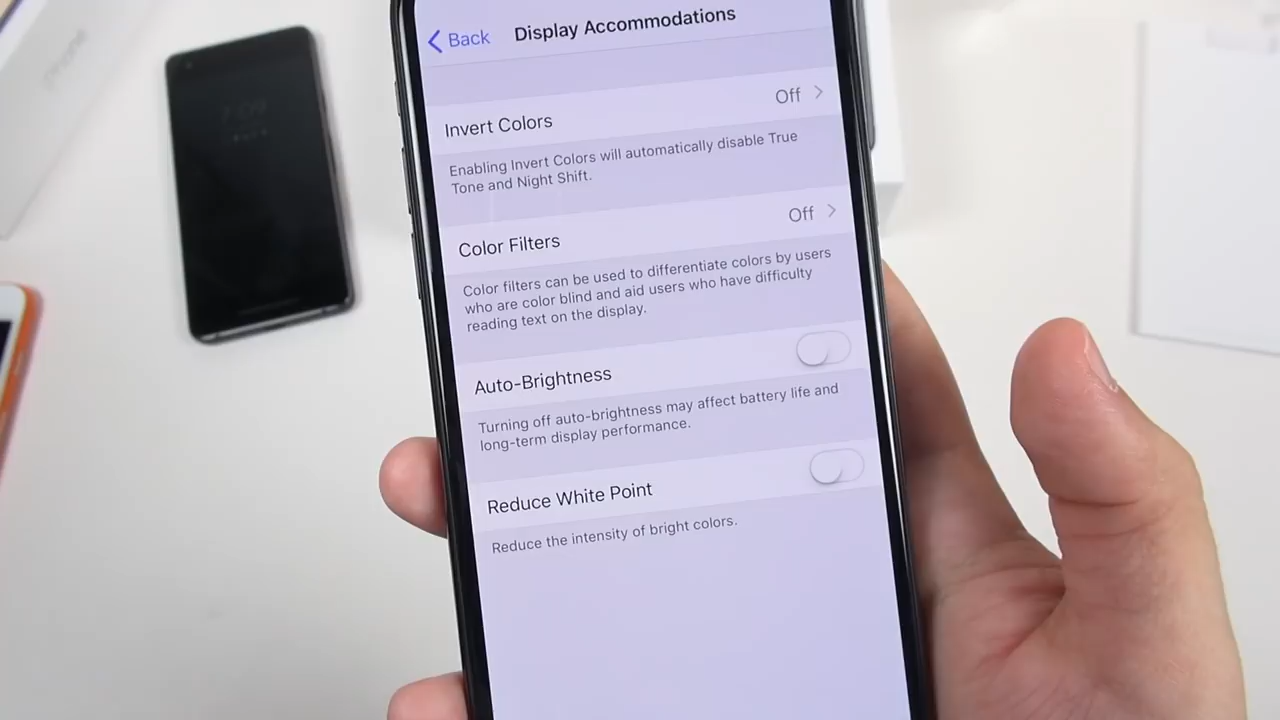 Back
Display Accommodations
Invert Colors
Off
Enabling Invert Colors will automatically disable True
Tone and Night Shift.
Color Filters
Off
Color filters can be used to differentiate colors by users
who are color blind and aid users who have difficulty
reading text on the display.
Auto-Brightness
Turning off auto-brightness may affect battery life and
long-term display performance.
Reduce White Point
Reduce the intensity of bright colors.
iPhone